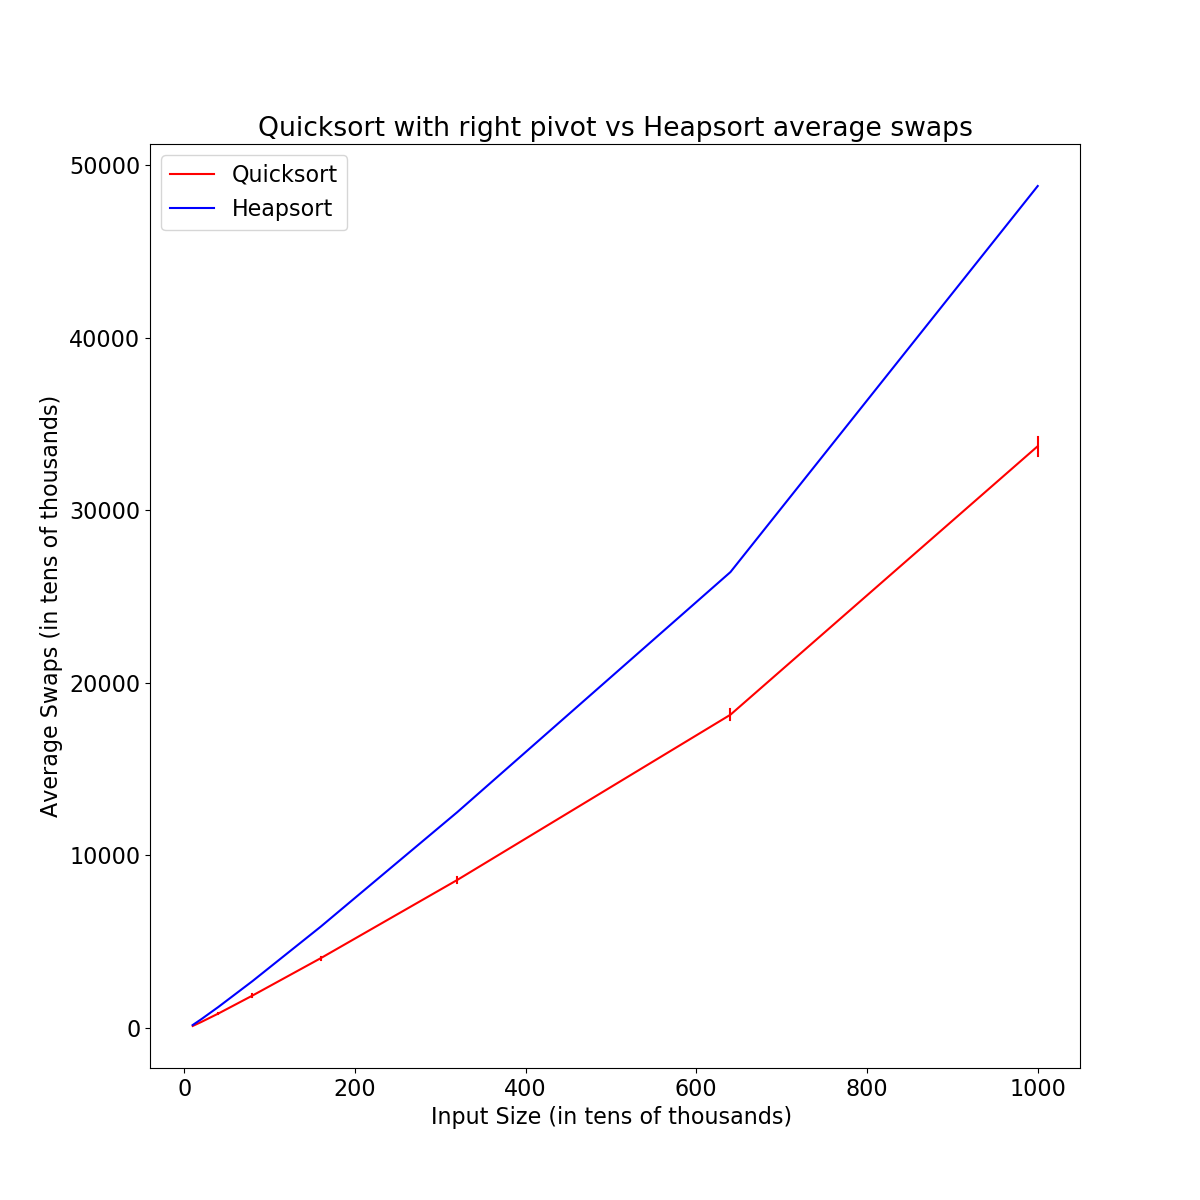 Quicksort with right pivot vs Heapsort average swaps
Quicksort
Heapsort
50000
40000
30000
20000
10000
0
Average Swaps (in tens of thousands)
0 200 400 600 800 1000
Input Size (in tens of thousands)